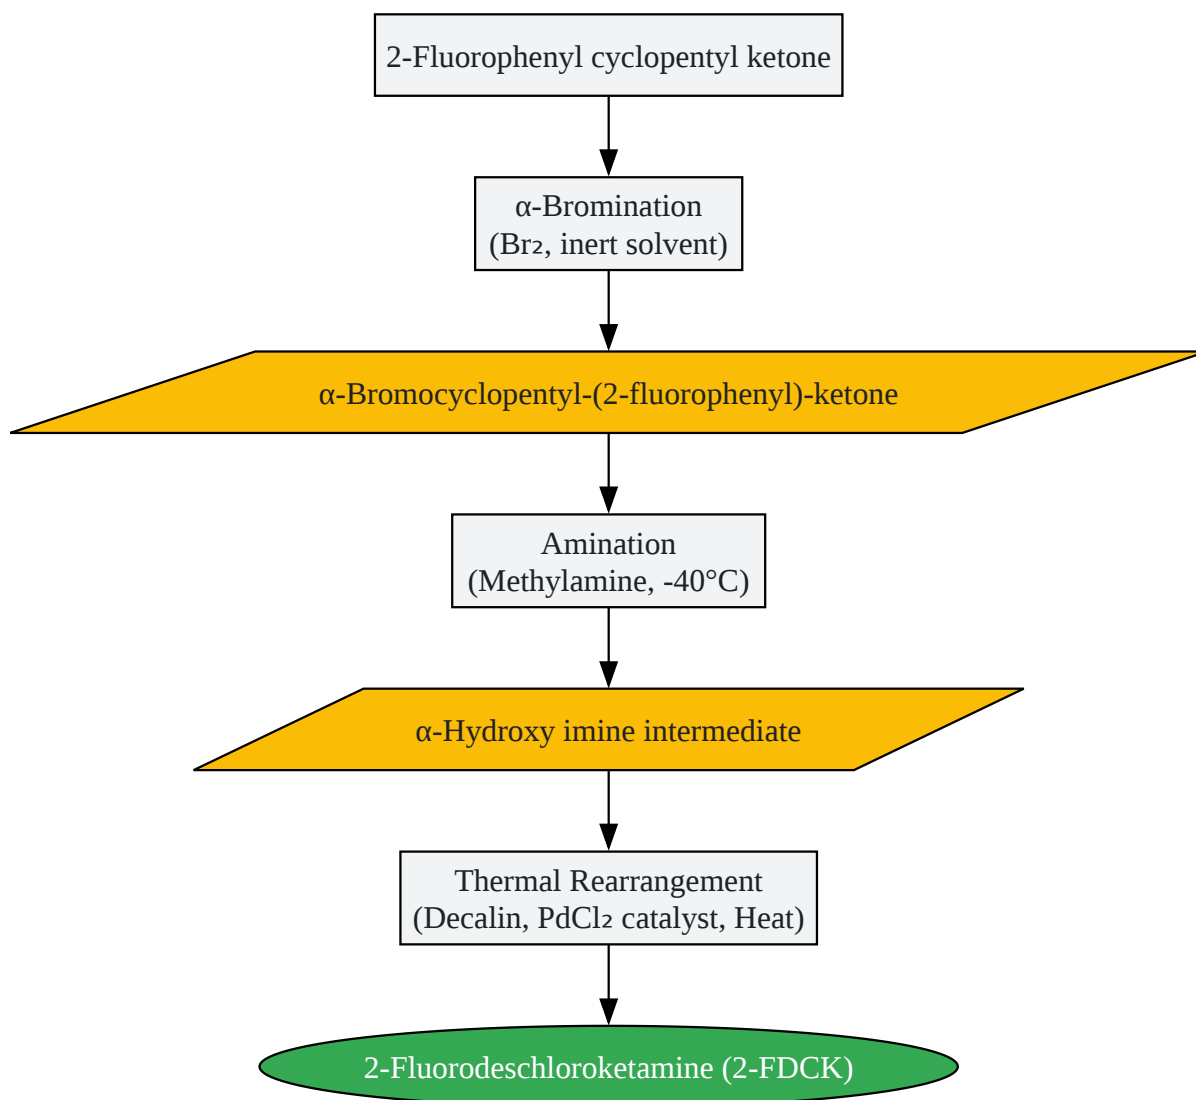 2-Fluorophenyl cyclopentyl ketone
α-Bromination
(Br₂, inert solvent)
α-Bromocyclopentyl-(2-fluorophenyl)-ketone
Amination
(Methylamine, -40°C)
α-Hydroxy imine intermediate
Thermal Rearrangement
(Decalin, PdCl₂ catalyst, Heat)
2-Fluorodeschloroketamine (2-FDCK)